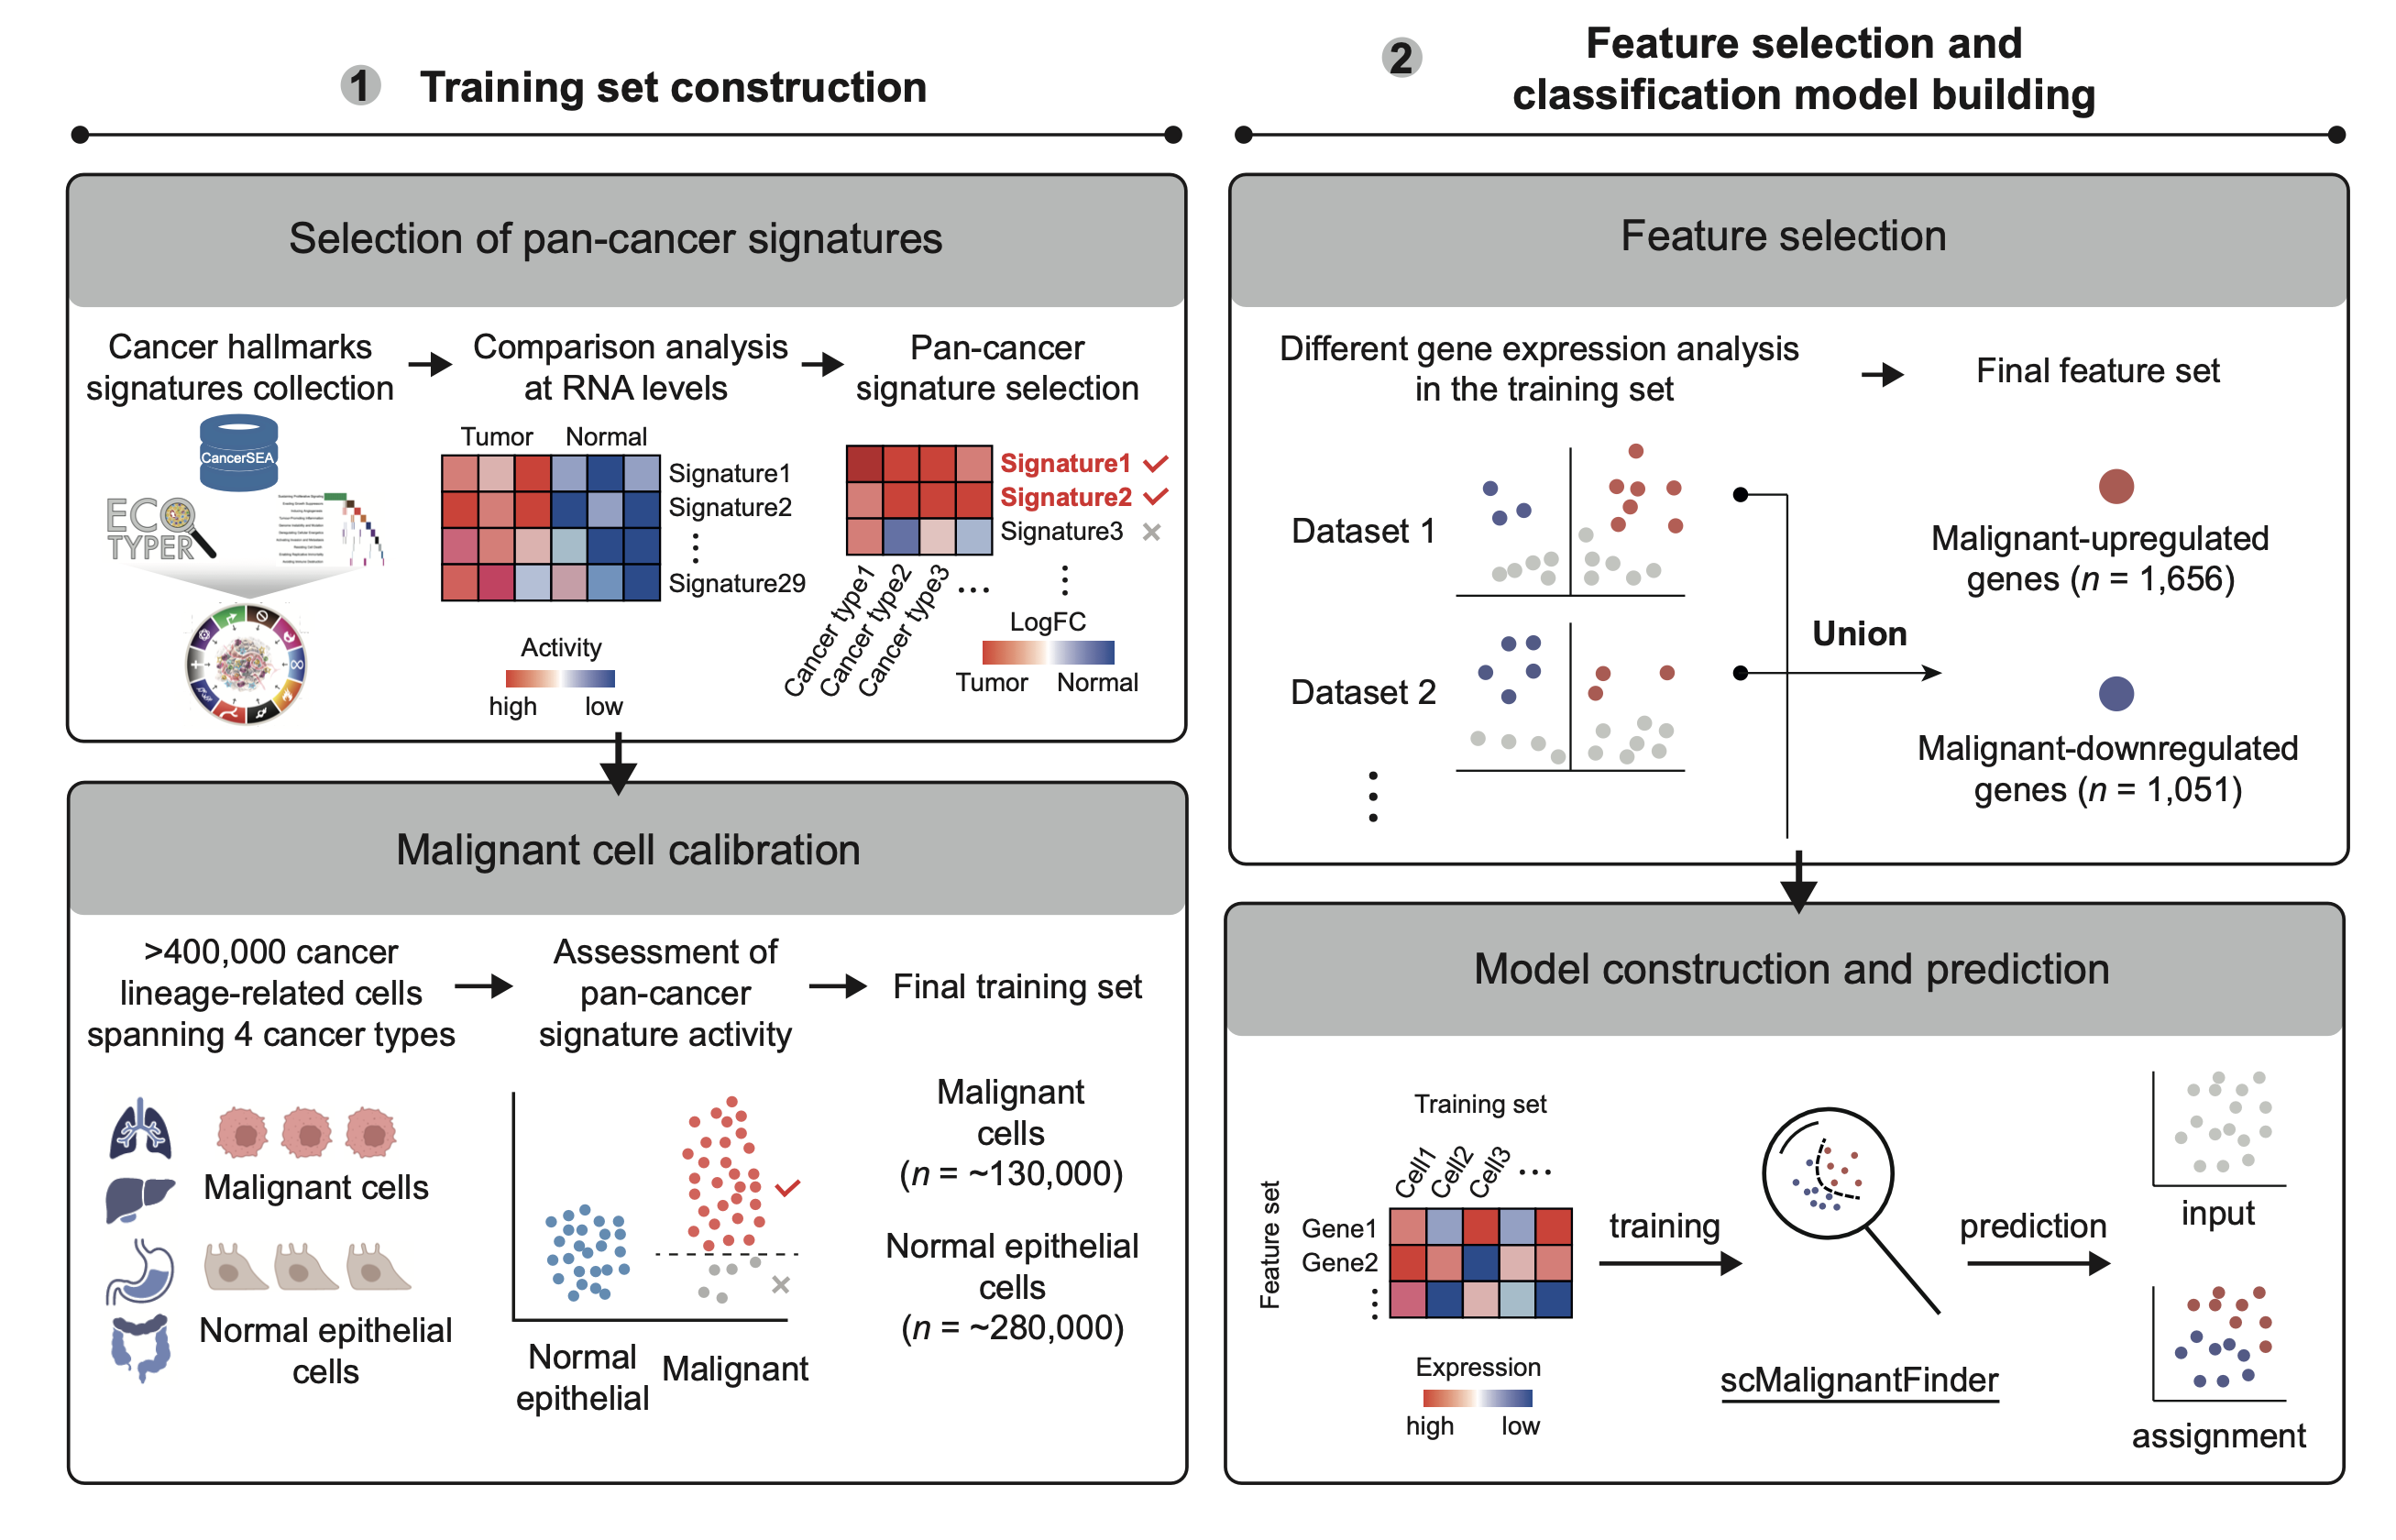 1 Training set construction
Selection of pan-cancer signatures
Cancer hallmarks
signatures collection
CancerSEA
ECO
TYPER
Comparison analysis
at RNA levels
Tumor Normal
Signature1
Signature2
Signature29
Activity
high low
Pan-cancer
signature selection
Signature1
Signature2
Signature3
Cancer type1
Cancer type2
Cancer type3
...
LogFC
Tumor Normal
Malignant cell calibration
>400,000 cancer
lineage-related cells
spanning 4 cancer types
Malignant cells
Normal epithelial
cells
Assessment of
pan-cancer
signature activity
Normal
epithelial
Malignant
Final training set
Malignant
cells
(n = ~130,000)
Normal epithelial
cells
(n = ~280,000)
2 Feature selection and
classification model building
Feature selection
Different gene expression analysis
in the training set
Dataset 1
Dataset 2
Union
Final feature set
Malignant-upregulated
genes (n = 1,656)
Malignant-downregulated
genes (n = 1,051)
Model construction and prediction
Training set
Cell1
Cell2
Cell3
...
Feature set
Gene1
Gene2
Expression
high low
training
scMalignantFinder
prediction
input
assignment